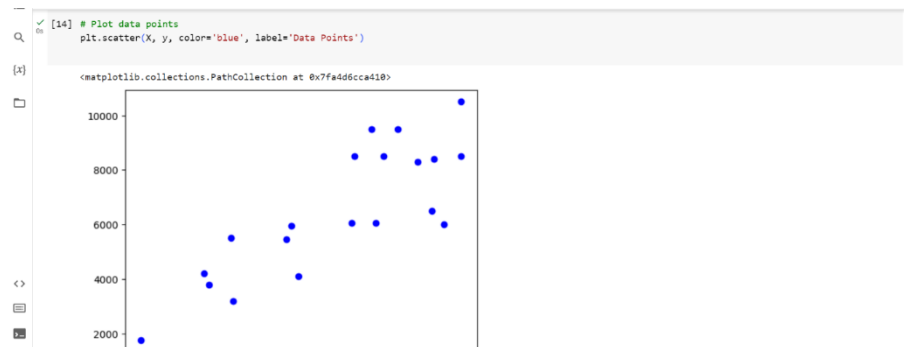 [14] # Plot data points
0s
plt.scatter(X, y, color='blue', label='Data Points')
{x}
<matplotlib.collections.PathCollection at 0x7fa4d6cca410>
10000
8000
6000
4000
2000